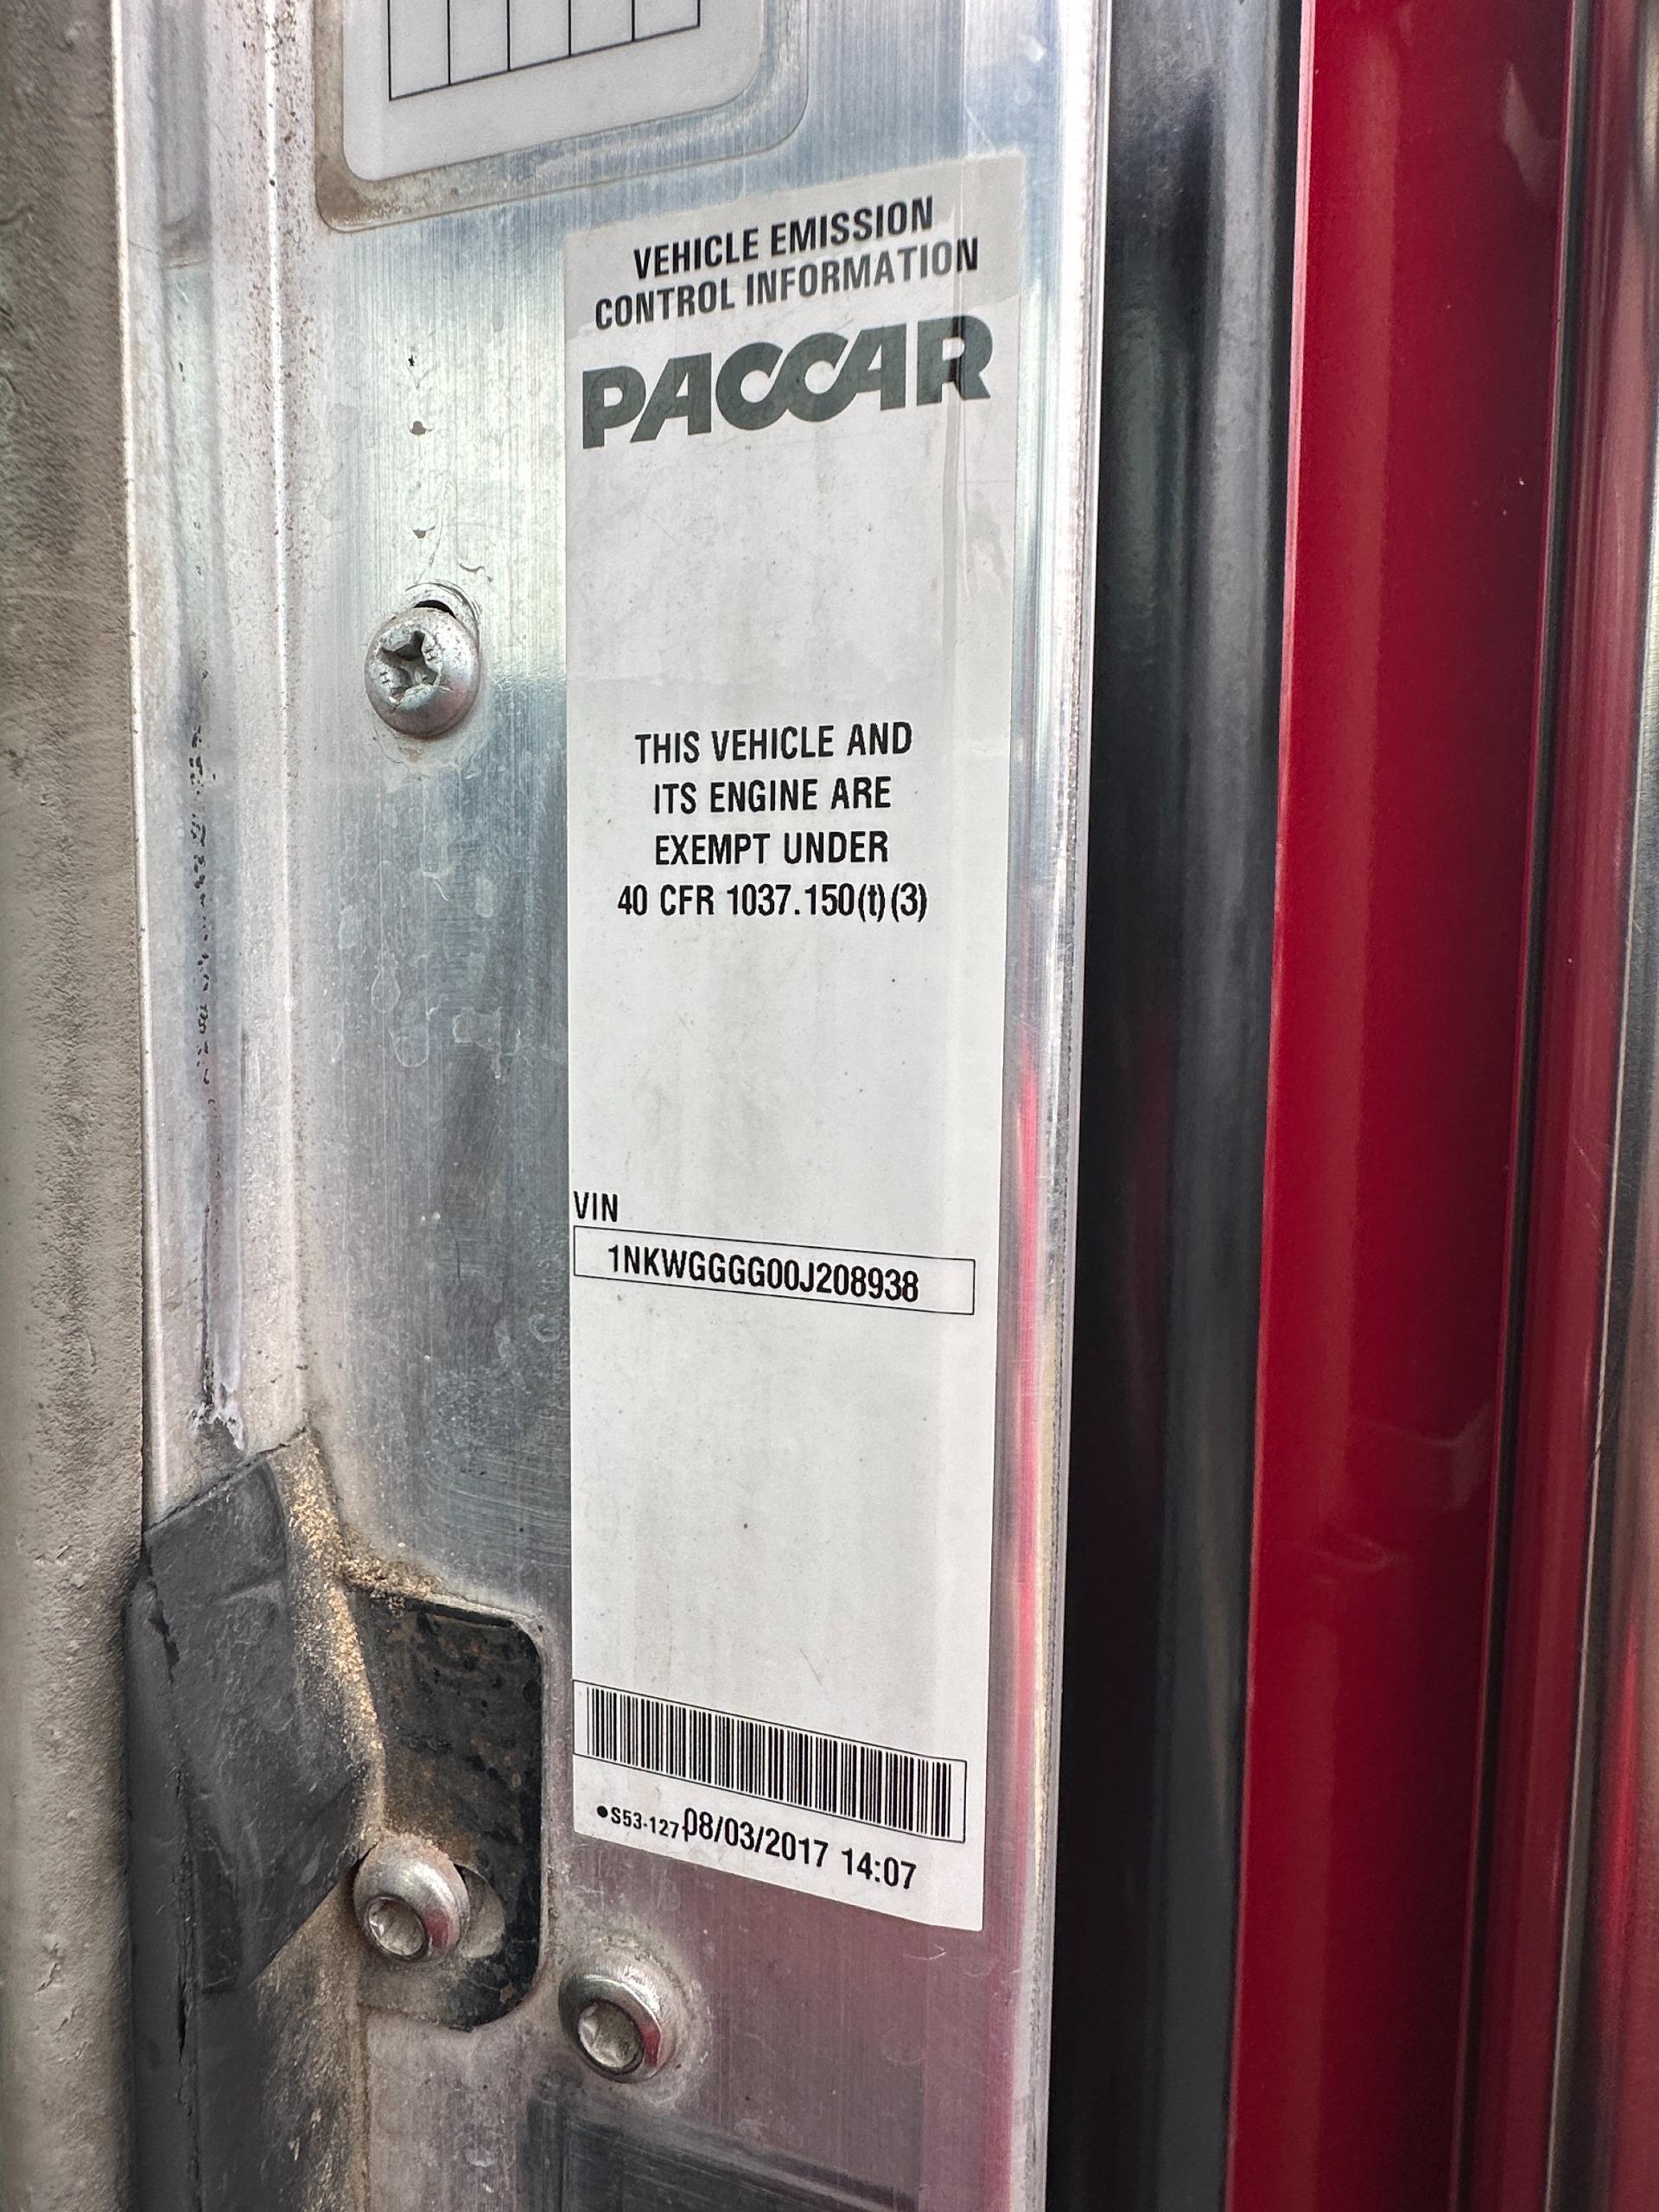 VEHICLE EMISSION
CONTROL INFORMATION
PACCAR
THIS VEHICLE AND
ITS ENGINE ARE
EXEMPT UNDER
40 CFR 1037.150(t)(3)
VIN
1NKWGGGG00J208938
•S53-127 08/03/2017 14:07